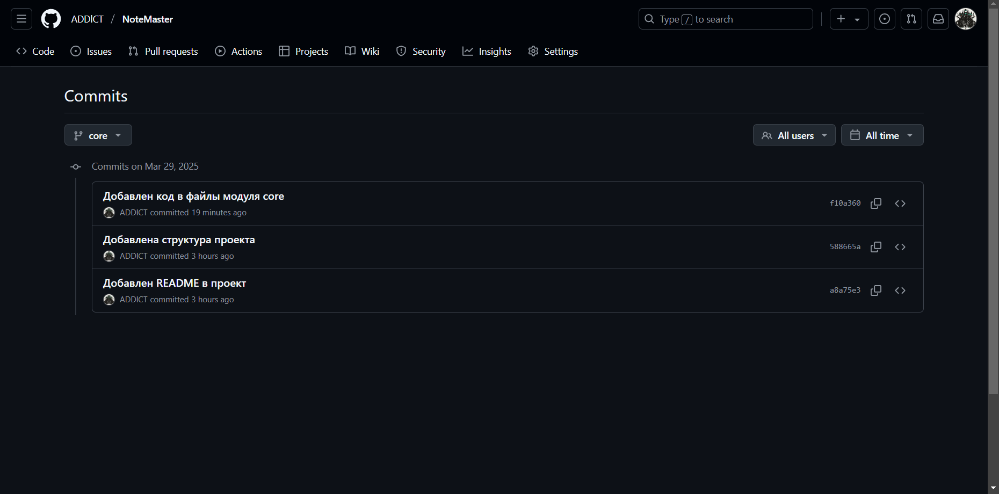 ADDICT / NoteMaster
Type / to search
Code Issues Pull requests Actions Projects Wiki Security Insights Settings
Commits
core All users All time
Commits on Mar 29, 2025
Добавлен код в файлы модуля core
f10a360
ADDICT committed 19 minutes ago
Добавлена структура проекта
588665a
ADDICT committed 3 hours ago
Добавлен README в проект
a8a75e3
ADDICT committed 3 hours ago